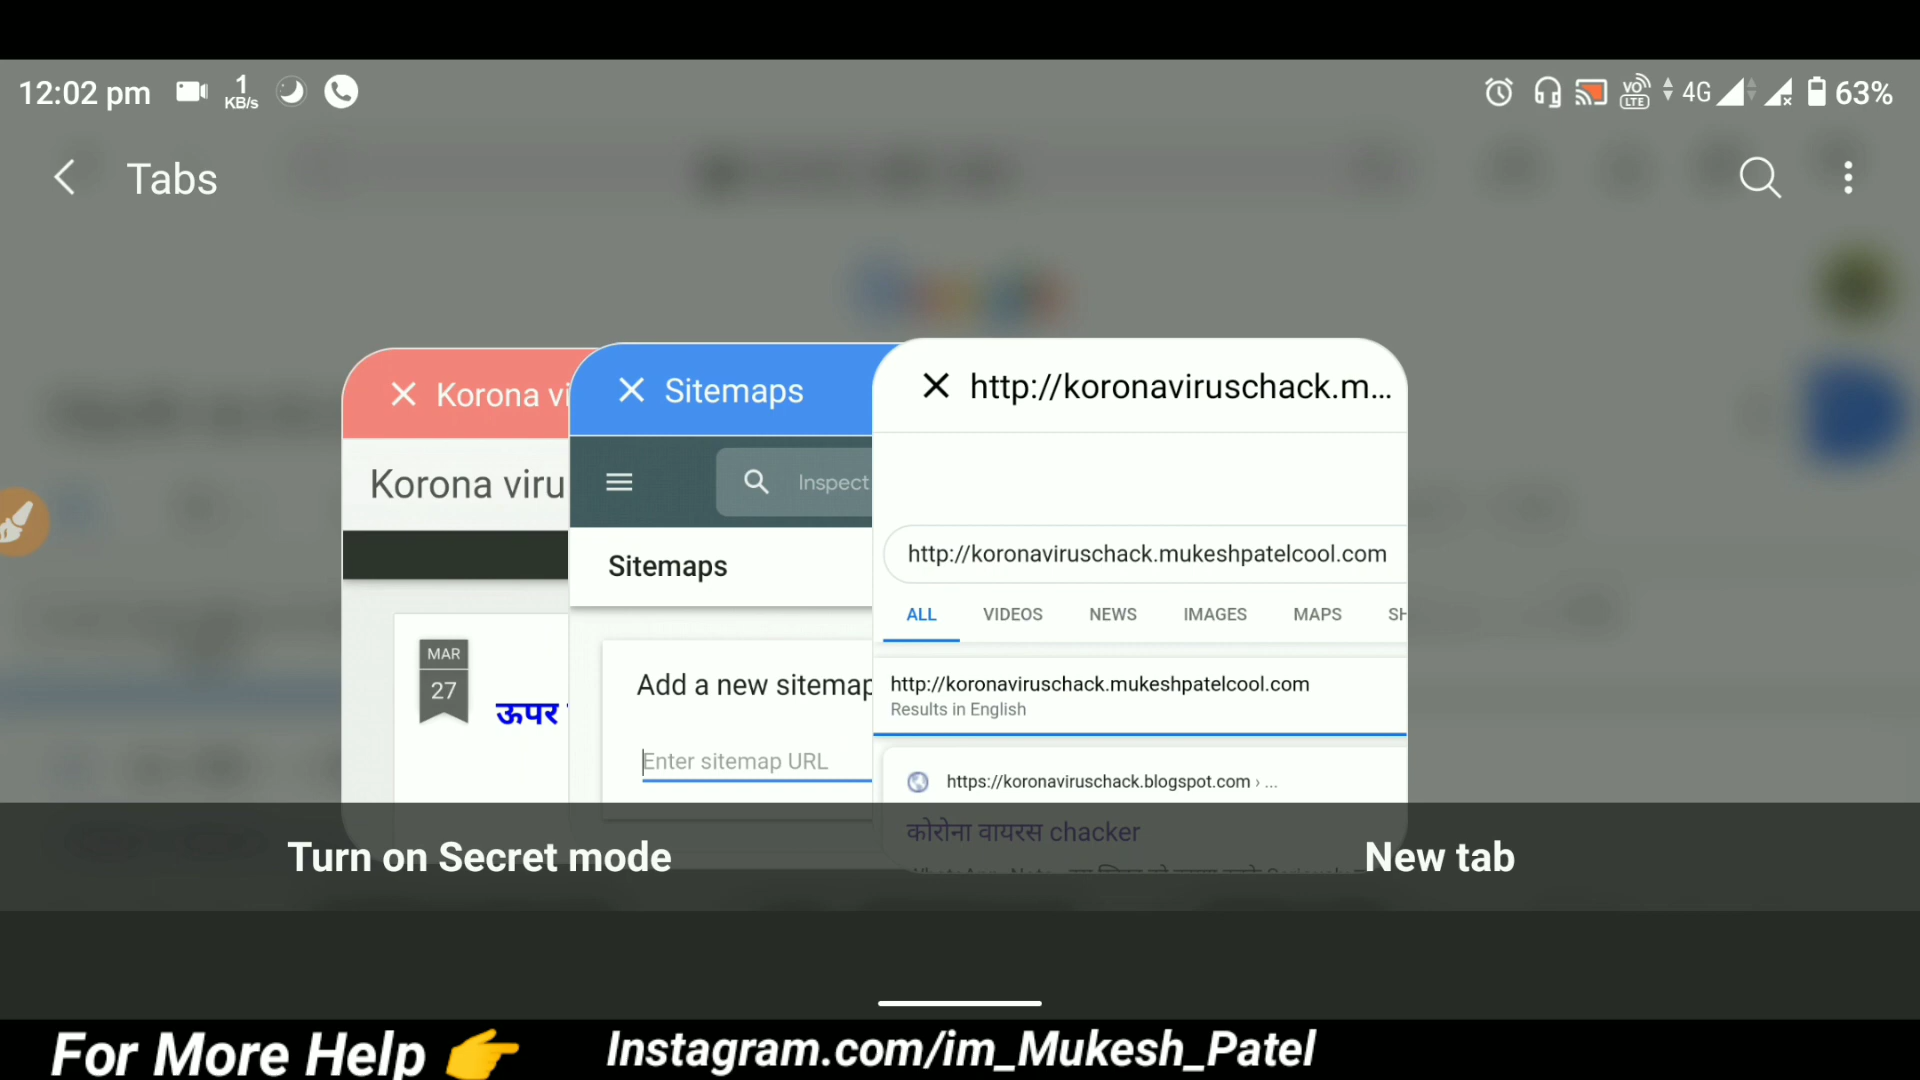 12:02 pm 1 KB/s VO LTE 4G 63%
Tabs
Korona vi
Sitemaps
http://koronaviruschack.m...
Korona viru
Inspect
http://koronaviruschack.mukeshpatelcool.com
Sitemaps
ALL VIDEOS NEWS IMAGES MAPS SH
MAR
27
ऊपर
Add a new sitemap
http://koronaviruschack.mukeshpatelcool.com
Results in English
Enter sitemap URL
https://koronaviruschack.blogspot.com › ...
कोरोना वायरस chacker
Turn on Secret mode
New tab
For More Help 👉 Instagram.com/im_Mukesh_Patel